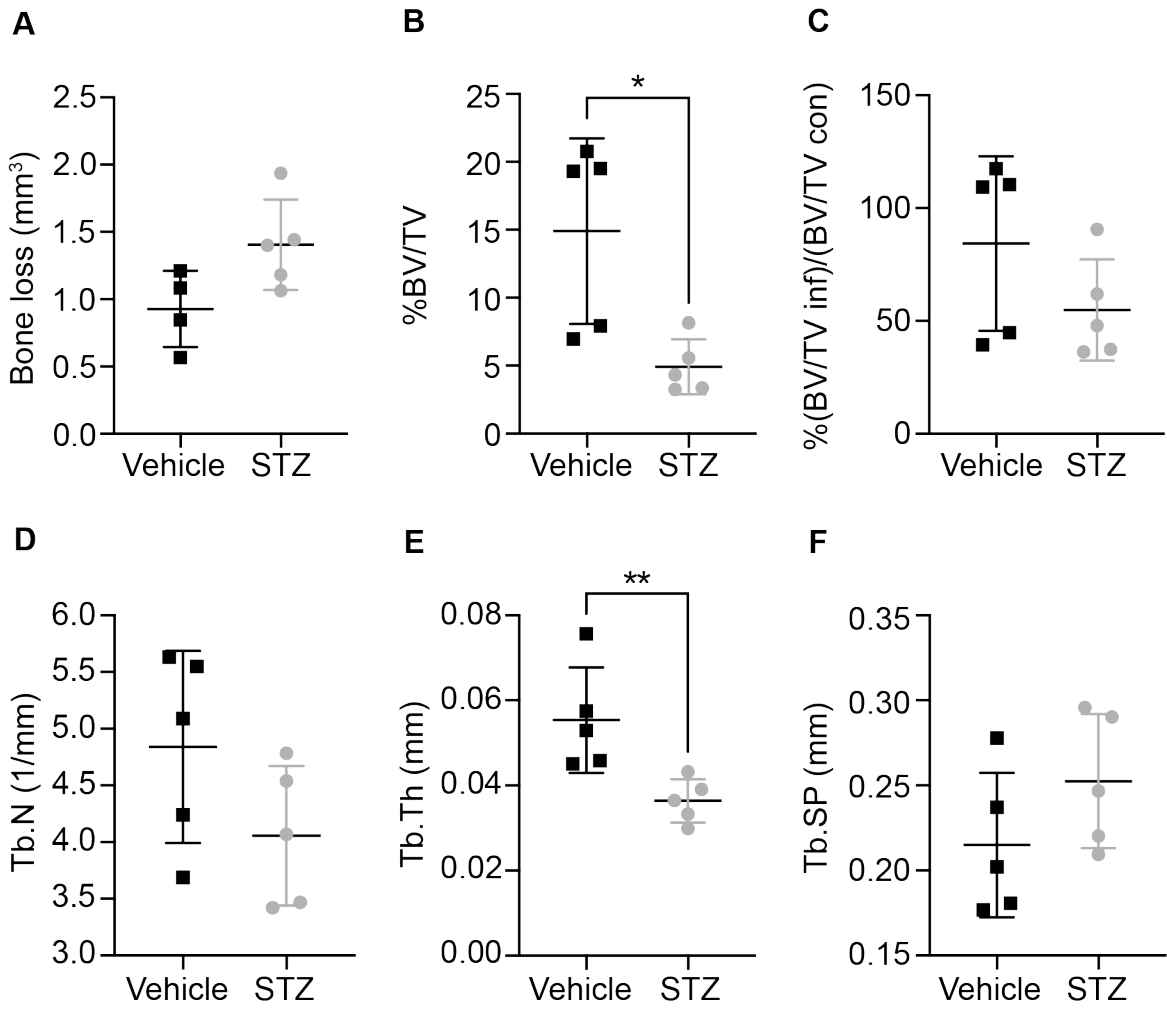 A
Bone loss (mm³)
2.5
2.0
1.5
1.0
0.5
0.0
Vehicle STZ
B
%BV/TV
25
20
15
10
5
0
*
Vehicle STZ
C
%(BV/TV inf)/(BV/TV con)
150
100
50
0
Vehicle STZ
D
Tb.N (1/mm)
6.0
5.5
5.0
4.5
4.0
3.5
3.0
Vehicle STZ
E
Tb.Th (mm)
0.08
0.06
0.04
0.02
0.00
**
Vehicle STZ
F
Tb.SP (mm)
0.35
0.30
0.25
0.20
0.15
Vehicle STZ